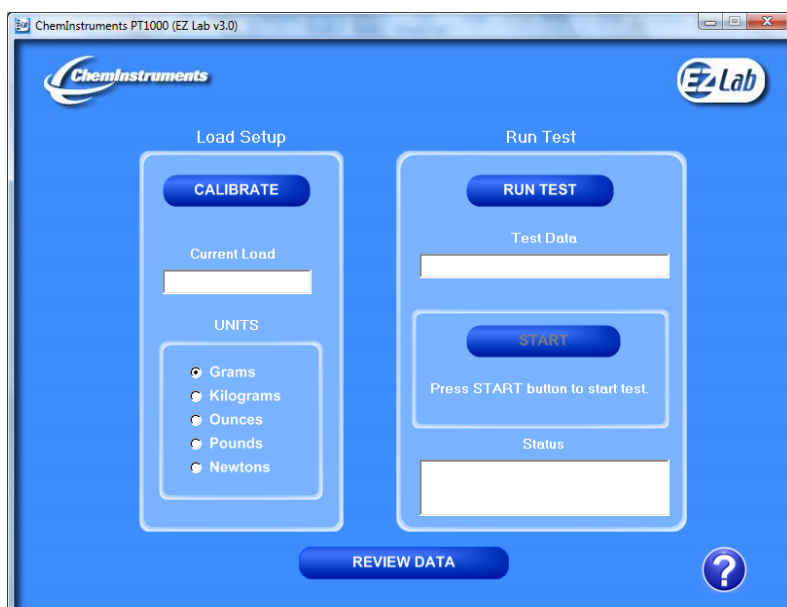 ChemInstruments PT1000 (EZ Lab v3.0)
ChemInstruments
EZ Lab
Load Setup
CALIBRATE
Current Load
UNITS
Grams
Kilograms
Ounces
Pounds
Newtons
Run Test
RUN TEST
Test Data
START
Press START button to start test.
Status
REVIEW DATA
?